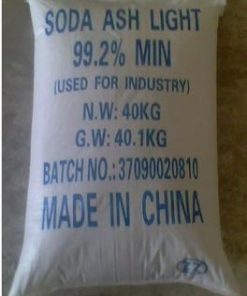 SODA ASH LIGHT
99.2% MIN
(USED FOR INDUSTRY)
N.W: 40KG
G.W: 40.1KG
BATCH NO.: 37090020810
MADE IN CHINA